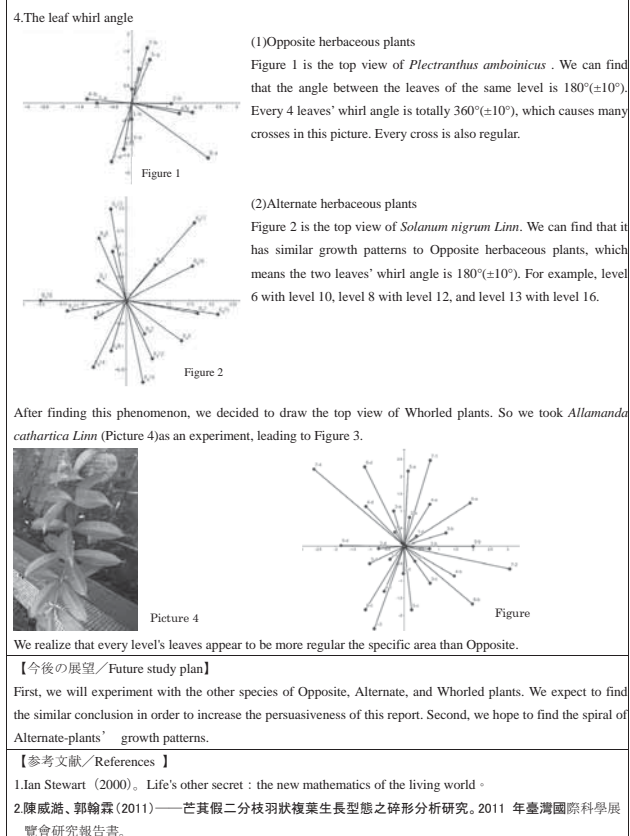 4.The leaf whirl angle
(1)Opposite herbaceous plants
Figure 1 is the top view of Plectranthus amboinicus . We can find
that the angle between the leaves of the same level is 180°(±10°).
Every 4 leaves' whirl angle is totally 360°(±10°), which causes many
crosses in this picture. Every cross is also regular.
Figure 1
(2)Alternate herbaceous plants
Figure 2 is the top view of Solanum nigrum Linn. We can find that it
has similar growth patterns to Opposite herbaceous plants, which
means the two leaves' whirl angle is 180°(±10°). For example, level
6 with level 10, level 8 with level 12, and level 13 with level 16.
Figure 2
After finding this phenomenon, we decided to draw the top view of Whorled plants. So we took Allamanda
cathartica Linn (Picture 4)as an experiment, leading to Figure 3.
Picture 4
Figure
We realize that every level's leaves appear to be more regular the specific area than Opposite.
【今後の展望／Future study plan】
First, we will experiment with the other species of Opposite, Alternate, and Whorled plants. We expect to find
the similar conclusion in order to increase the persuasiveness of this report. Second, we hope to find the spiral of
Alternate-plants’ growth patterns.
【参考文献／References 】
1.Ian Stewart（2000）。Life's other secret：the new mathematics of the living world。
2.陳威澔、郭翰霖(2011)——芒萁假二分枝羽狀複葉生長型態之碎形分析研究。2011 年臺灣國際科學展
覽會研究報告書。